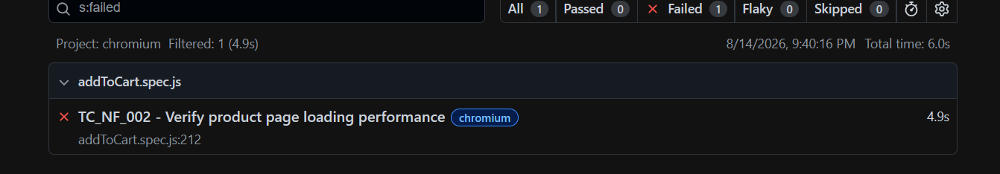 s:failed
All 1 Passed 0 Failed 1 Flaky 0 Skipped 0
Project: chromium Filtered: 1 (4.9s) 8/14/2026, 9:40:16 PM Total time: 6.0s
addToCart.spec.js
TC_NF_002 - Verify product page loading performance chromium 4.9s
addToCart.spec.js:212